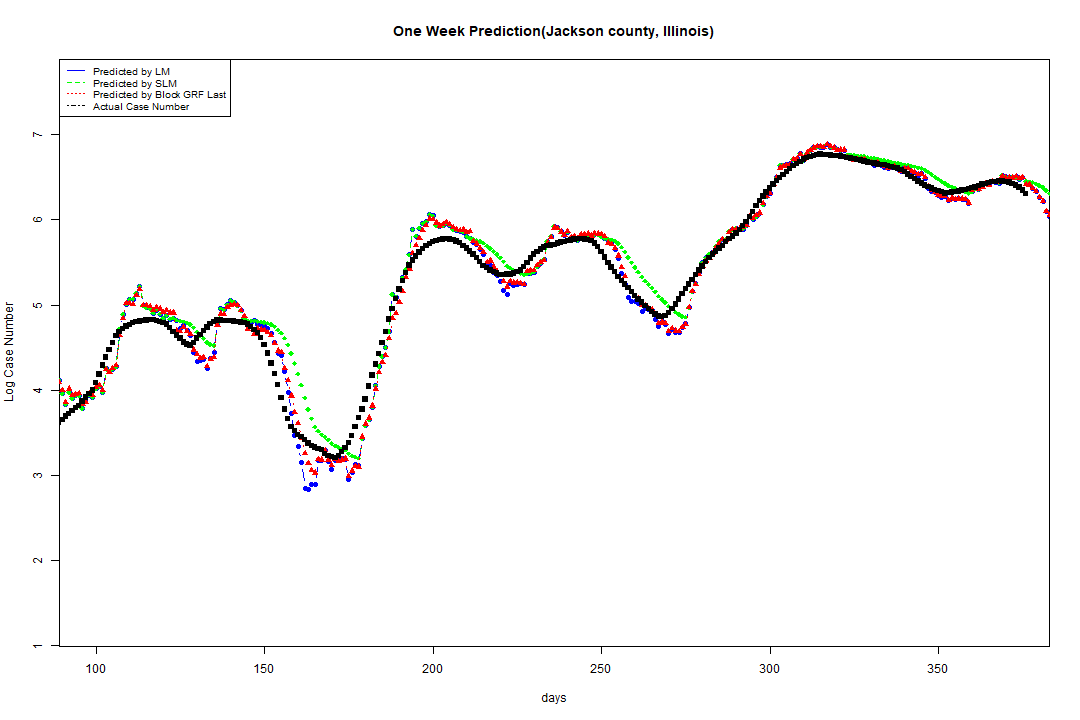 One Week Prediction(Jackson county, Illinois)
Predicted by LM
Predicted by SLM
Predicted by Block GRF Last
Actual Case Number
7
6
5
4
3
2
1
Log Case Number
100 150 200 250 300 350
days